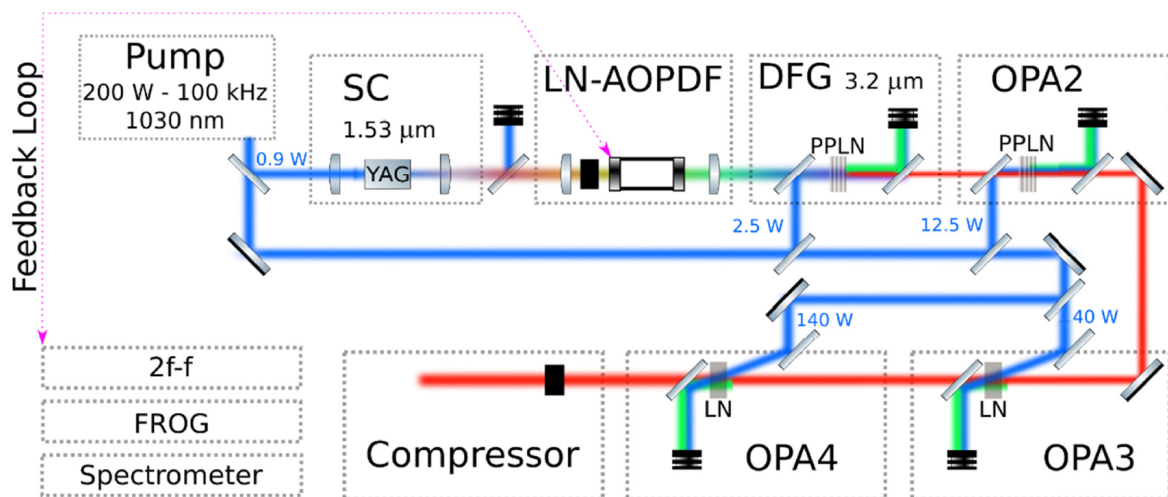 Feedback Loop
Pump
200 W - 100 kHz
1030 nm
0.9 W
SC
1.53 µm
YAG
LN-AOPDF
DFG 3.2 µm
PPLN
OPA2
PPLN
2.5 W
12.5 W
140 W
40 W
2f-f
FROG
Spectrometer
Compressor
LN
OPA4
LN
OPA3